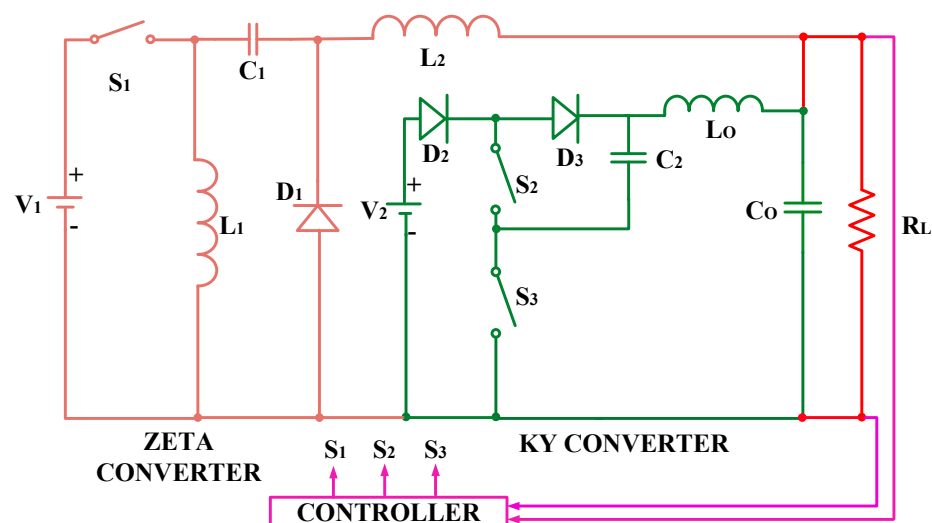 S1
C1
L2
L1
D1
V1
+
-
D2
D3
C2
LO
S2
V2
+
-
S3
CO
RL
ZETA
CONVERTER
KY CONVERTER
S1 S2 S3
CONTROLLER